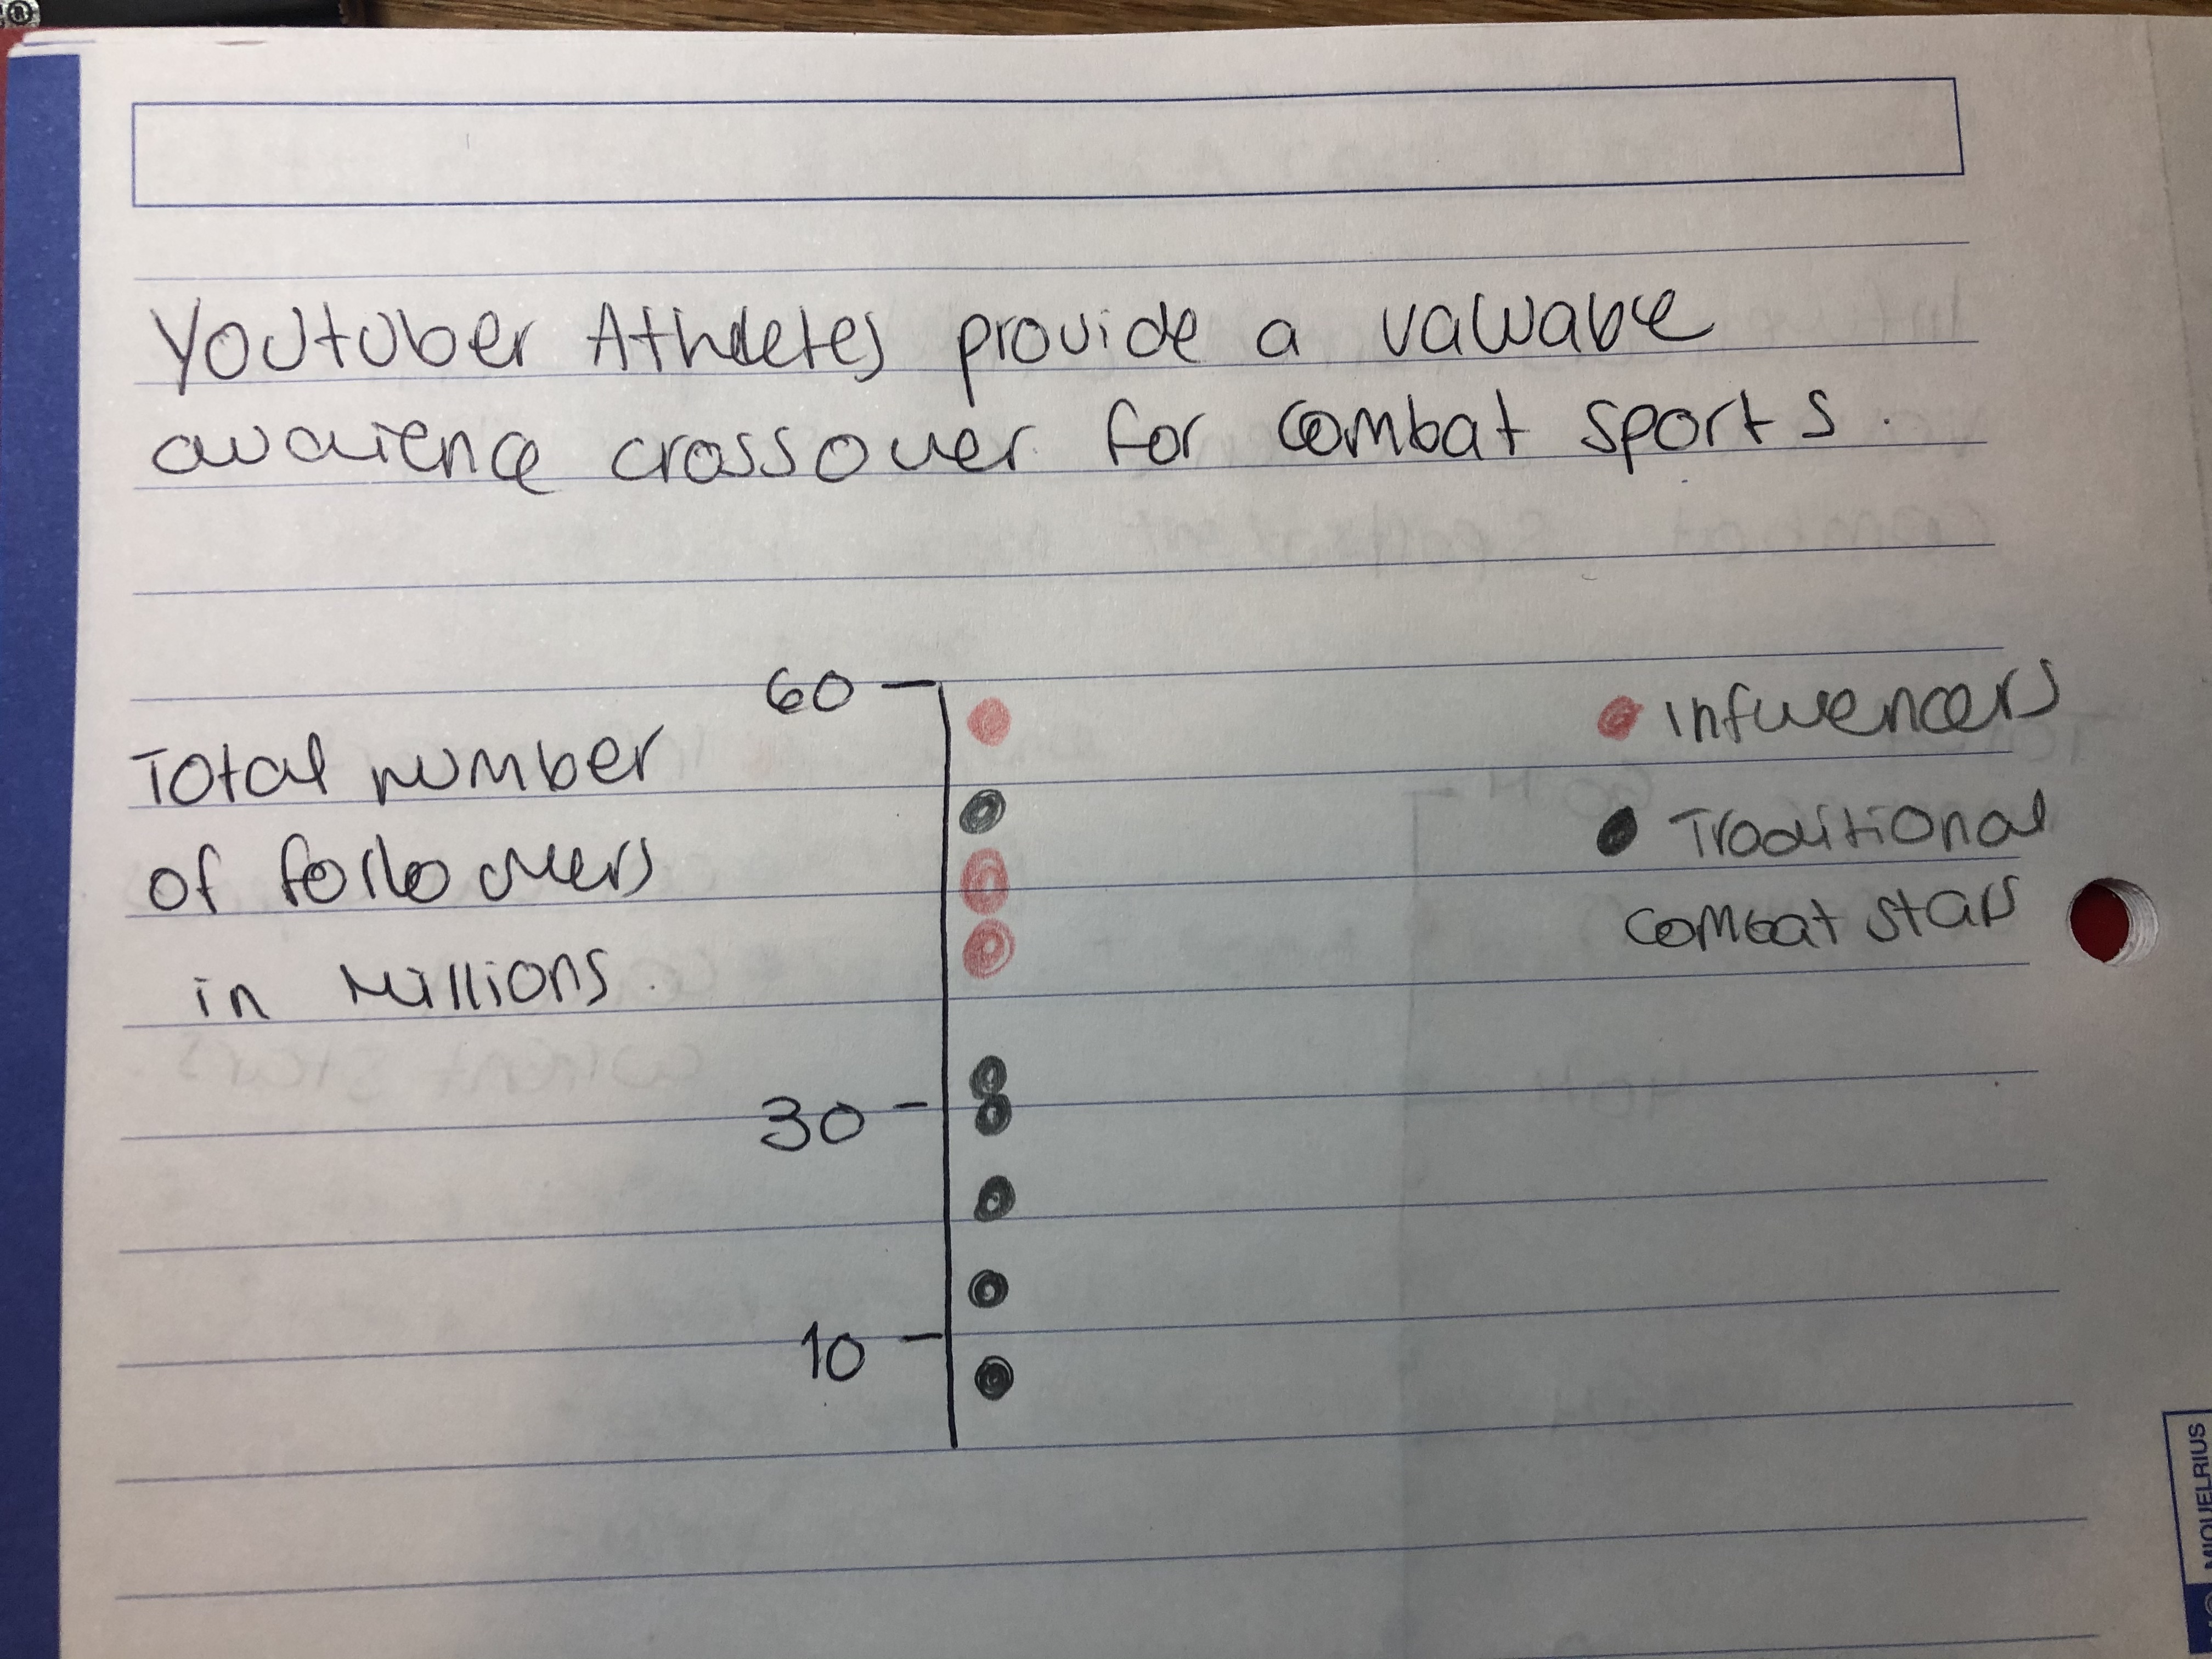 Youtuber Athletes provide a valuable
audience crossover for combat sports.
60
Total number
of followers
in Millions.
30
10
Influencers
Traditional
combat stars
MIQUELRIUS
®